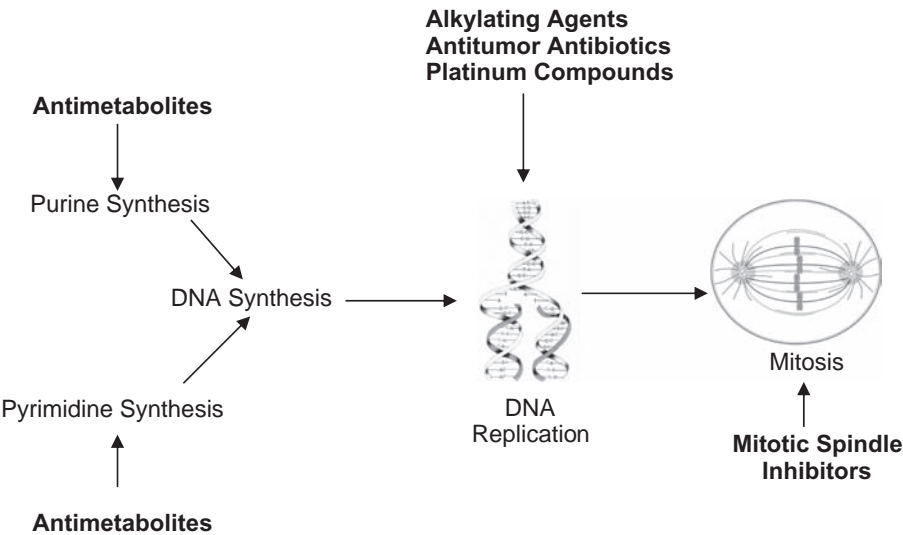 Alkylating Agents
Antitumor Antibiotics
Platinum Compounds
Antimetabolites
Purine Synthesis
DNA Synthesis
Pyrimidine Synthesis
Antimetabolites
DNA
Replication
Mitosis
Mitotic Spindle
Inhibitors